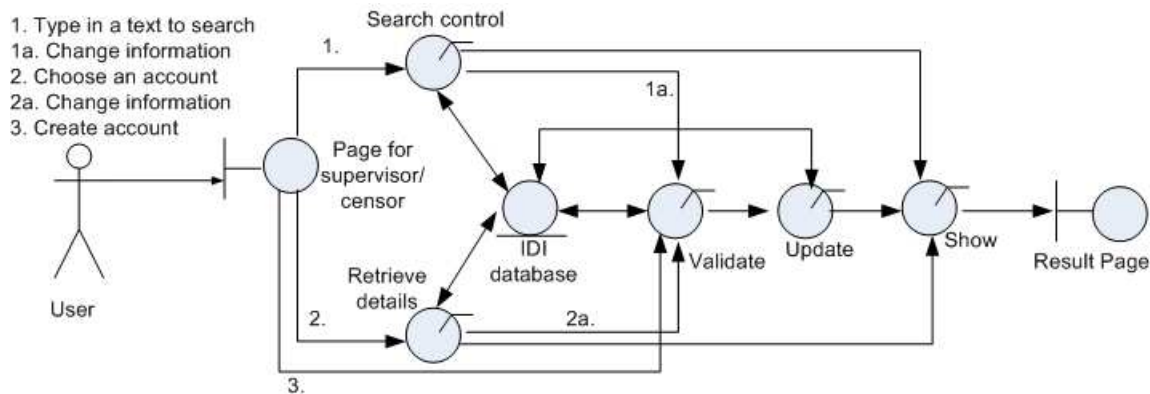 1. Type in a text to search
1a. Change information
2. Choose an account
2a. Change information
3. Create account
User
Page for
supervisor/
censor
1.
Search control
1a.
IDI
database
Retrieve
details
2.
2a.
3.
Validate
Update
Show
Result Page